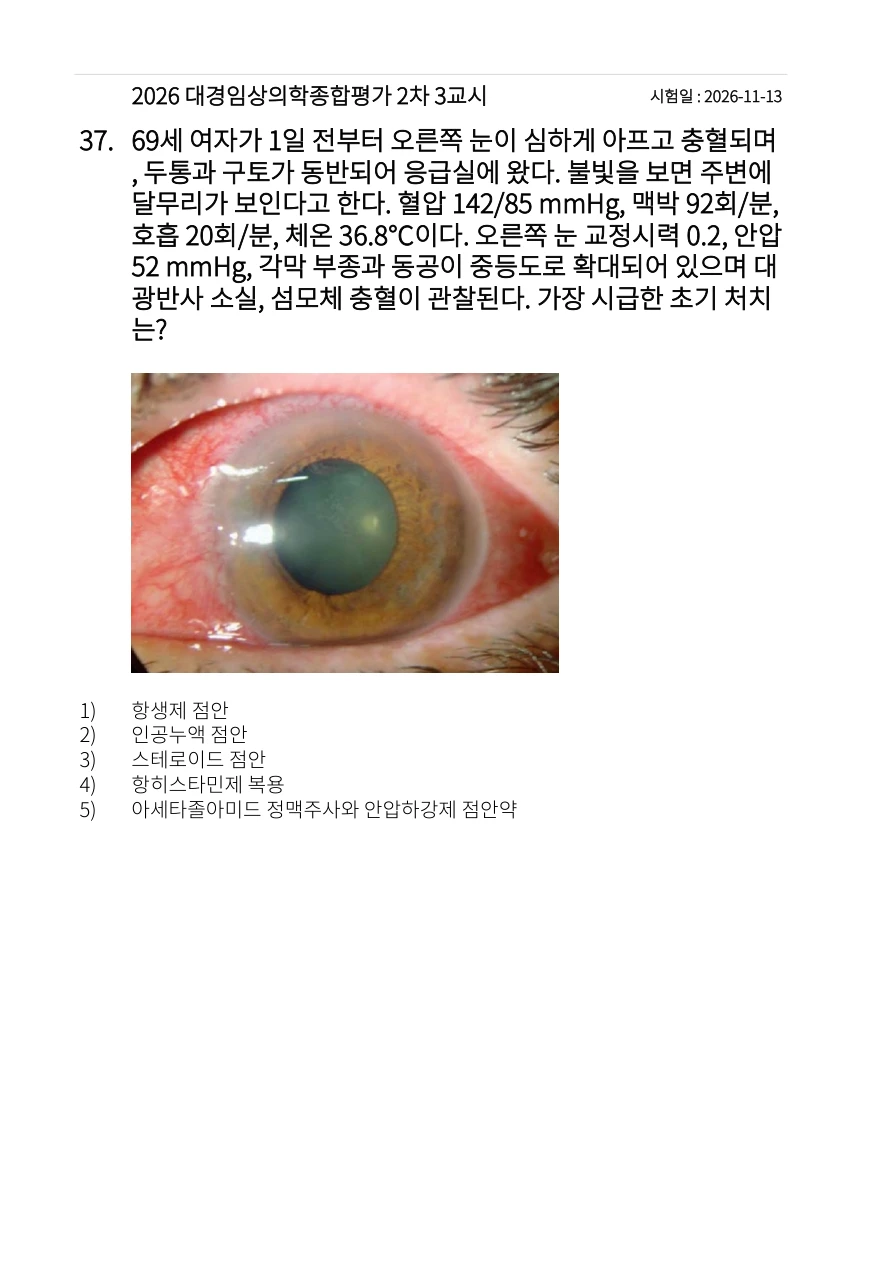 2026 대경임상의학종합평가 2차 3교시
시험일 : 2026-11-13
37. 69세 여자가 1일 전부터 오른쪽 눈이 심하게 아프고 충혈되며
, 두통과 구토가 동반되어 응급실에 왔다. 불빛을 보면 주변에
달무리가 보인다고 한다. 혈압 142/85 mmHg, 맥박 92회/분,
호흡 20회/분, 체온 36.8°C이다. 오른쪽 눈 교정시력 0.2, 안압
52 mmHg, 각막 부종과 동공이 중등도로 확대되어 있으며 대
광반사 소실, 섬모체 충혈이 관찰된다. 가장 시급한 초기 처치
는?
1) 항생제 점안
2) 인공누액 점안
3) 스테로이드 점안
4) 항히스타민제 복용
5) 아세타졸아미드 정맥주사와 안압하강제 점안약